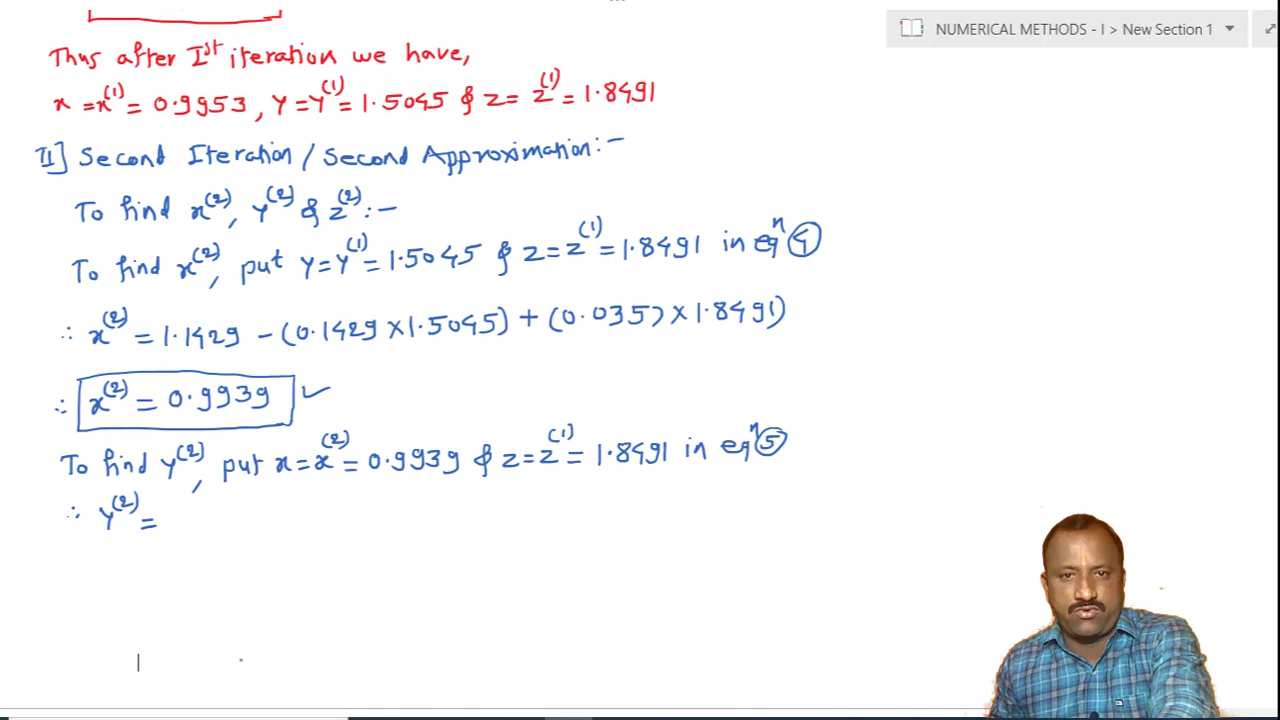 NUMERICAL METHODS - I > New Section 1
Thus after Ist iteration we have,
x = x(1) = 0.9953, y = y(1) = 1.5045 & z = z(1) = 1.8491
II] Second Iteration / Second Approximation:-
To find x(2), y(2) & z(2):-
To find x(2), put y = y(1) = 1.5045 & z = z(1) = 1.8491 in eqn (4)
∴ x(2) = 1.1429 - (0.1429 × 1.5045) + (0.0357 × 1.8491)
∴ x(2) = 0.9939 ✓
To find y(2), put x = x(2) = 0.9939 & z = z(1) = 1.8491 in eqn (5)
∴ y(2) =